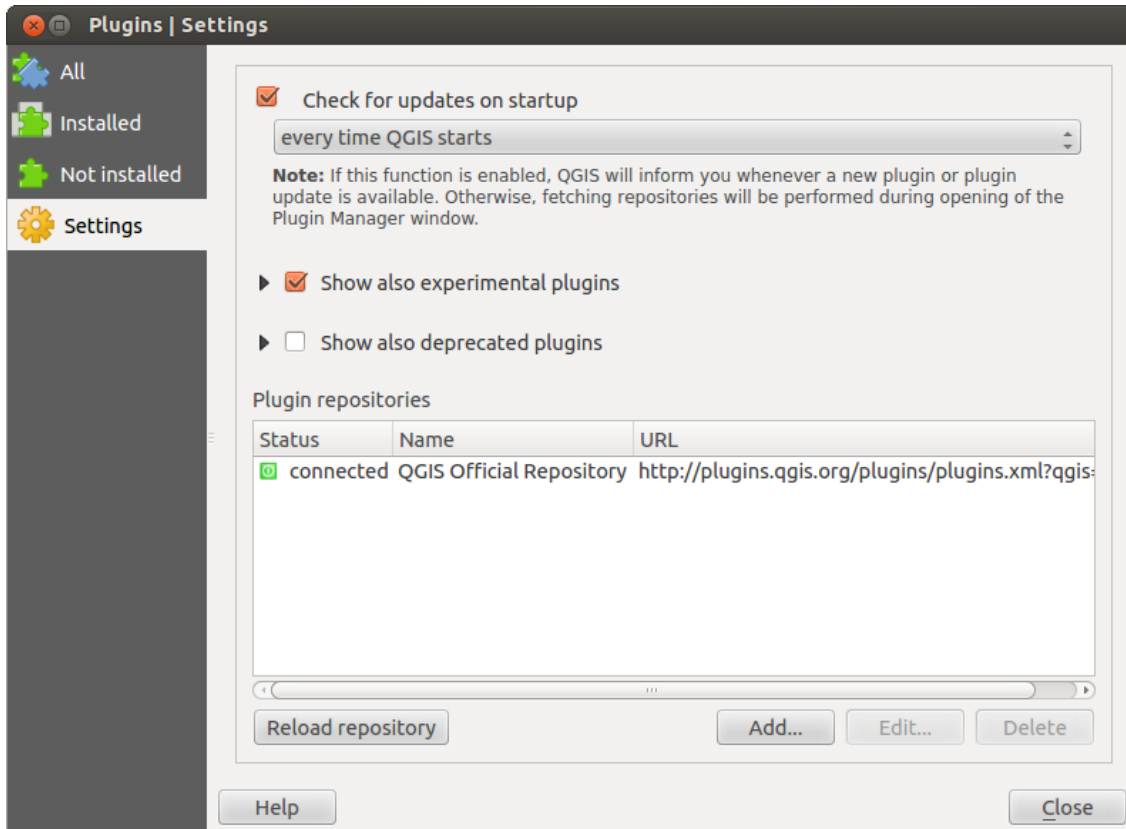 Plugins | Settings
All
Installed
Not installed
Settings
Check for updates on startup
every time QGIS starts
Note: If this function is enabled, QGIS will inform you whenever a new plugin or plugin
update is available. Otherwise, fetching repositories will be performed during opening of the
Plugin Manager window.
Show also experimental plugins
Show also deprecated plugins
Plugin repositories
Status Name URL
connected QGIS Official Repository http://plugins.qgis.org/plugins/plugins.xml?qgis=
Reload repository Add... Edit... Delete
Help Close